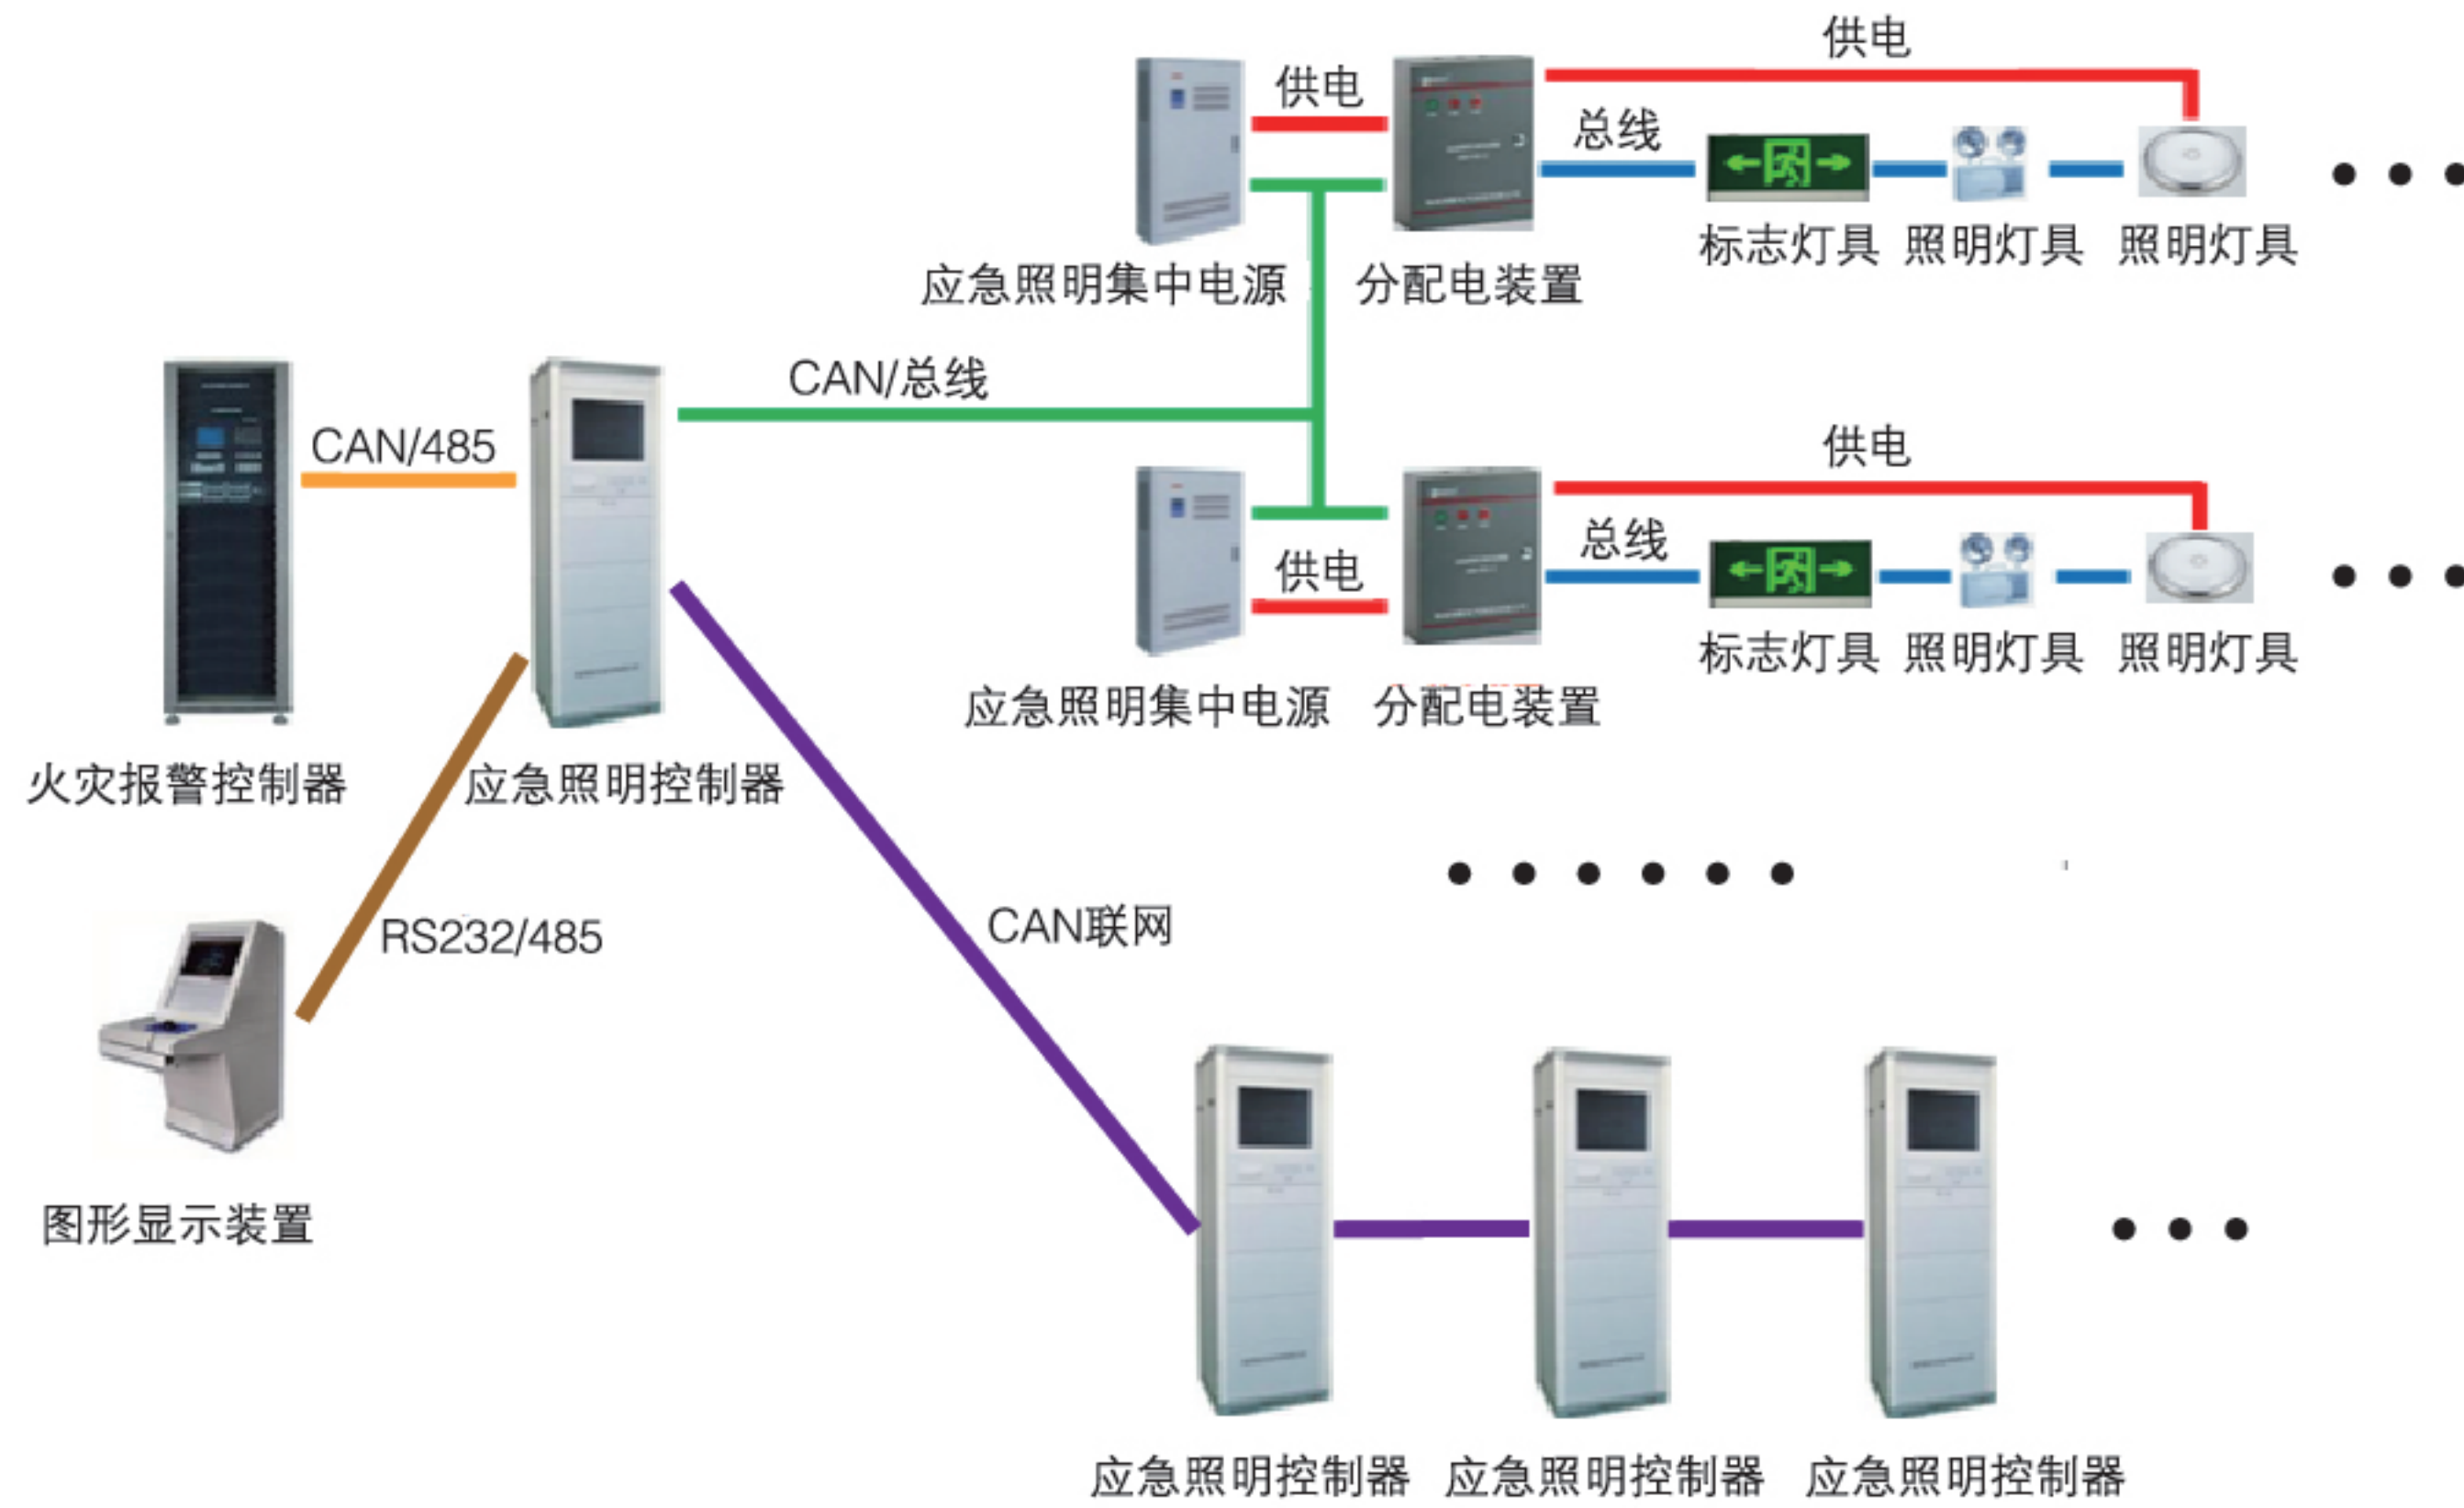 供电
供电
总线
标志灯具
照明灯具
照明灯具
应急照明集中电源
分配电装置
CAN/总线
CAN/485
供电
总线
供电
标志灯具
照明灯具
照明灯具
应急照明集中电源
分配电装置
火灾报警控制器
应急照明控制器
RS232/485
CAN联网
图形显示装置
应急照明控制器
应急照明控制器
应急照明控制器